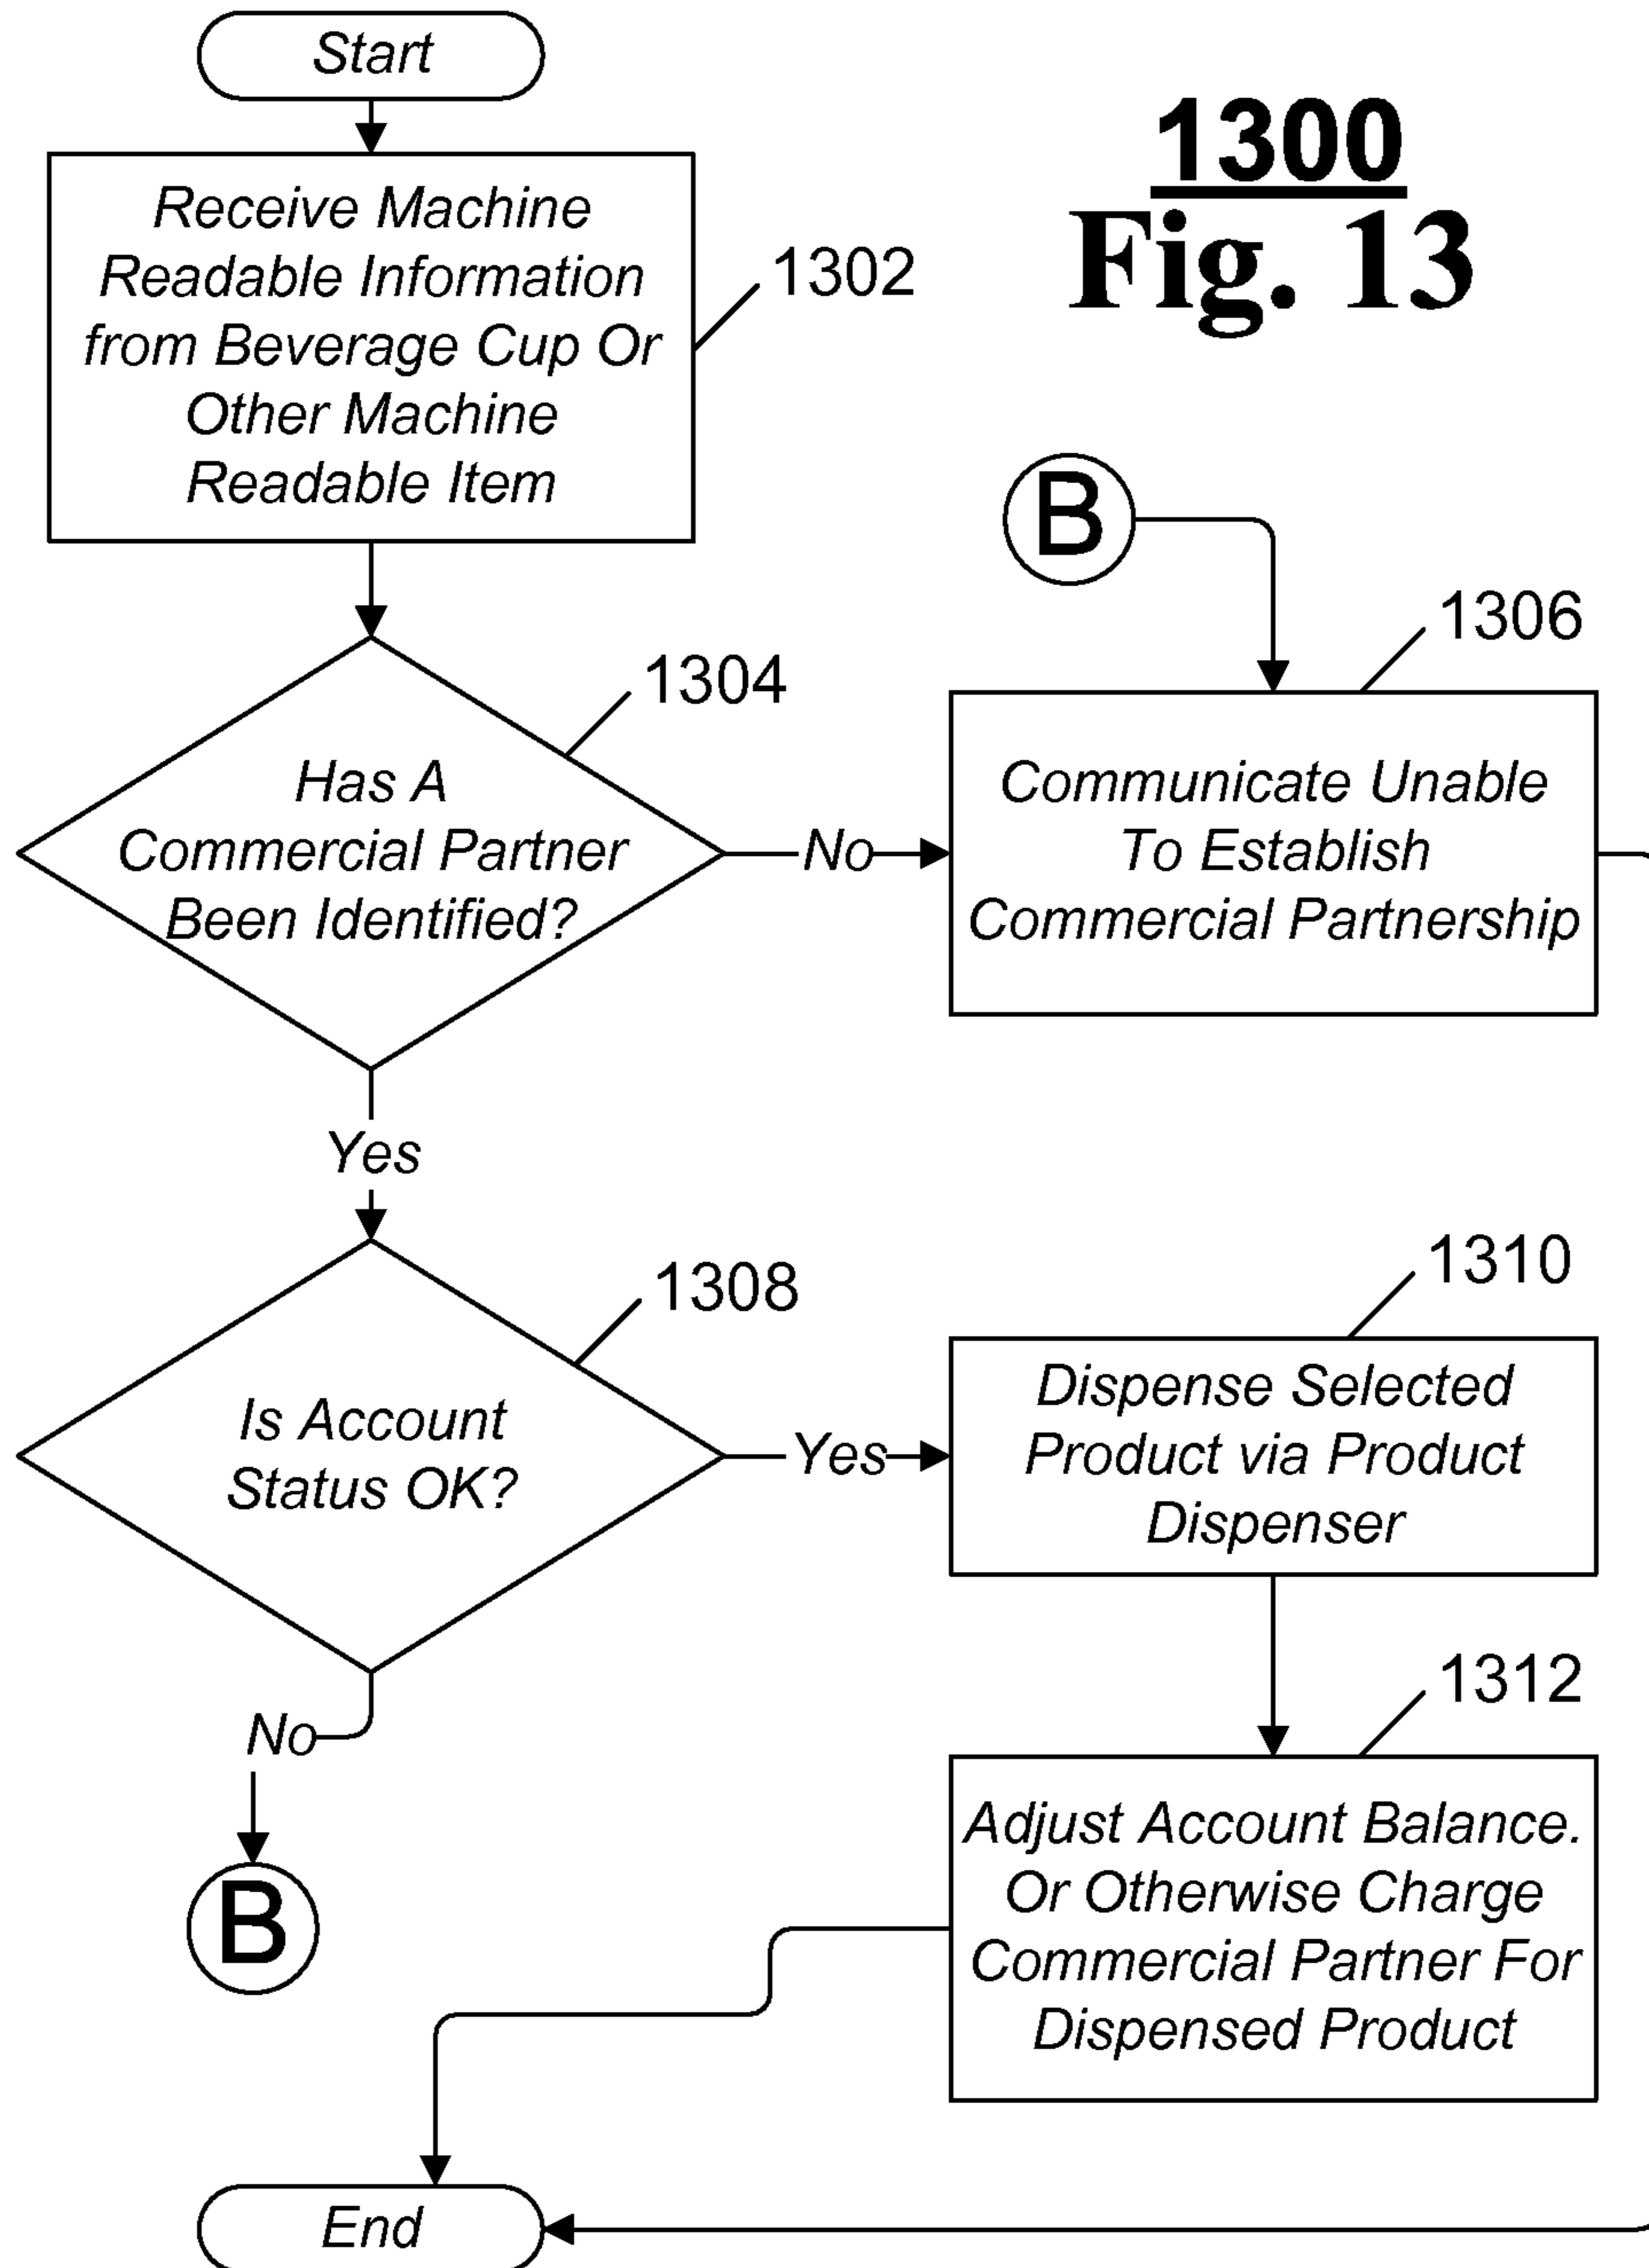 Start
1300
Fig. 13
Receive Machine
Readable Information
from Beverage Cup Or
Other Machine
Readable Item
1302
B
1306
1304
Has A
Commercial Partner
Been Identified?
No
Communicate Unable
To Establish
Commercial Partnership
Yes
1308
Is Account
Status OK?
Yes
1310
Dispense Selected
Product via Product
Dispenser
No
B
1312
Adjust Account Balance.
Or Otherwise Charge
Commercial Partner For
Dispensed Product
End